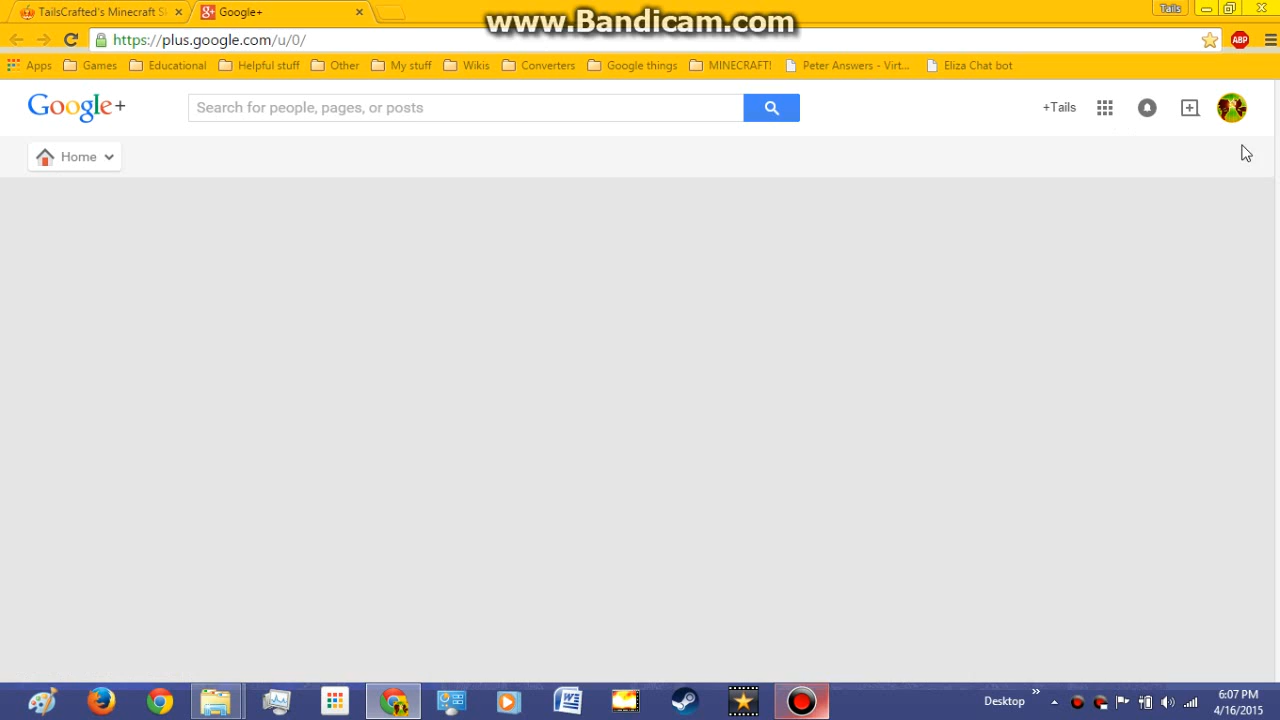 TailsCrafted's Minecraft Sk
Google+
www.Bandicam.com
Tails
https://plus.google.com/u/0/
ABP
Apps Games Educational Helpful stuff Other My stuff Wikis Converters Google things MINECRAFT! Peter Answers - Virt... Eliza Chat bot
Google+
Search for people, pages, or posts
+Tails
Home
Desktop
6:07 PM
4/16/2015